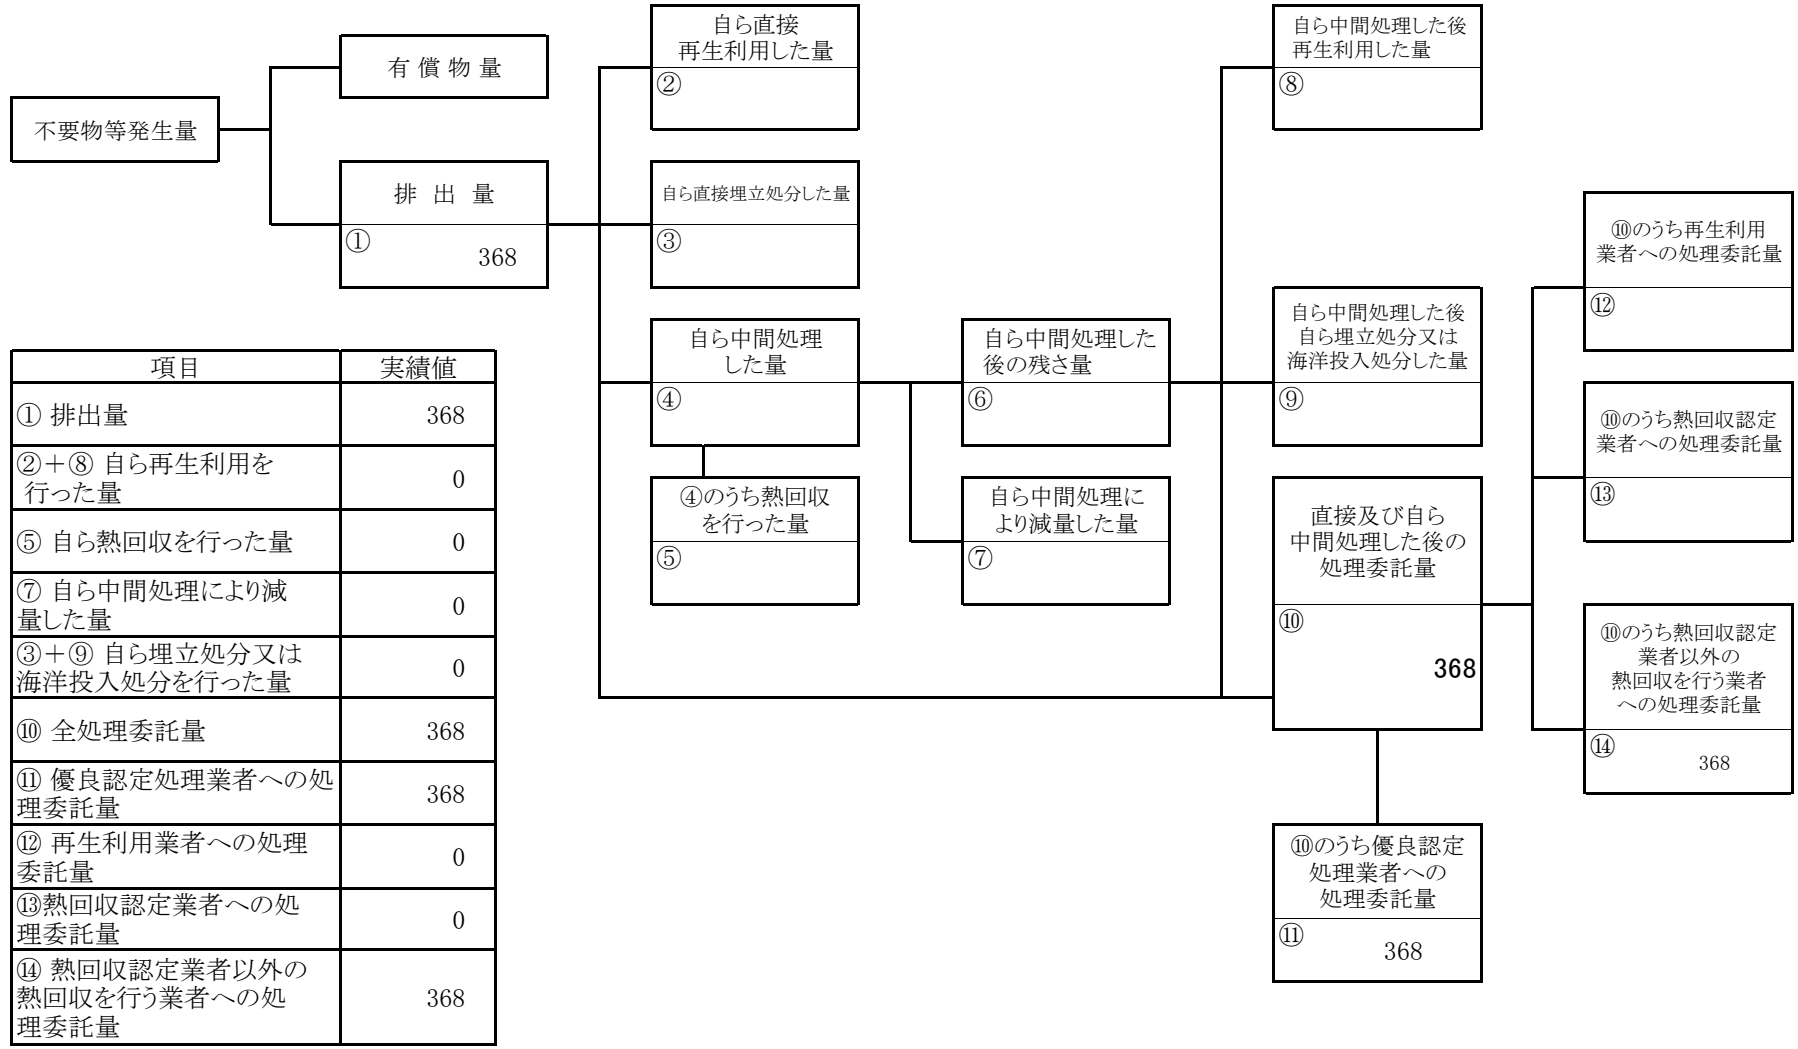 自ら直接
再生利用した量
②
自ら中間処理した後
再生利用した量
⑧
有 償 物 量
不要物等発生量
排 出 量
①
368
自ら直接埋立処分した量
③
⑩のうち再生利用
業者への処理委託量
⑫
自ら中間処理
した量
④
自ら中間処理した
後の残さ量
⑥
自ら中間処理した後
自ら埋立処分又は
海洋投入処分した量
⑨
⑩のうち熱回収認定
業者への処理委託量
⑬
④のうち熱回収
を行った量
⑤
自ら中間処理に
より減量した量
⑦
直接及び自ら
中間処理した後の
処理委託量
⑩
368
⑩のうち熱回収認定
業者以外の
熱回収を行う業者
への処理委託量
⑭
368
⑩のうち優良認定
処理業者への
処理委託量
⑪
368
項目 実績値
① 排出量 368
②＋⑧ 自ら再生利用を
行った量 0
⑤ 自ら熱回収を行った量 0
⑦ 自ら中間処理により減
量した量 0
③＋⑨ 自ら埋立処分又は
海洋投入処分を行った量 0
⑩ 全処理委託量 368
⑪ 優良認定処理業者への処
理委託量 368
⑫ 再生利用業者への処理
委託量 0
⑬熱回収認定業者への処
理委託量 0
⑭ 熱回収認定業者以外の
熱回収を行う業者への処
理委託量 368